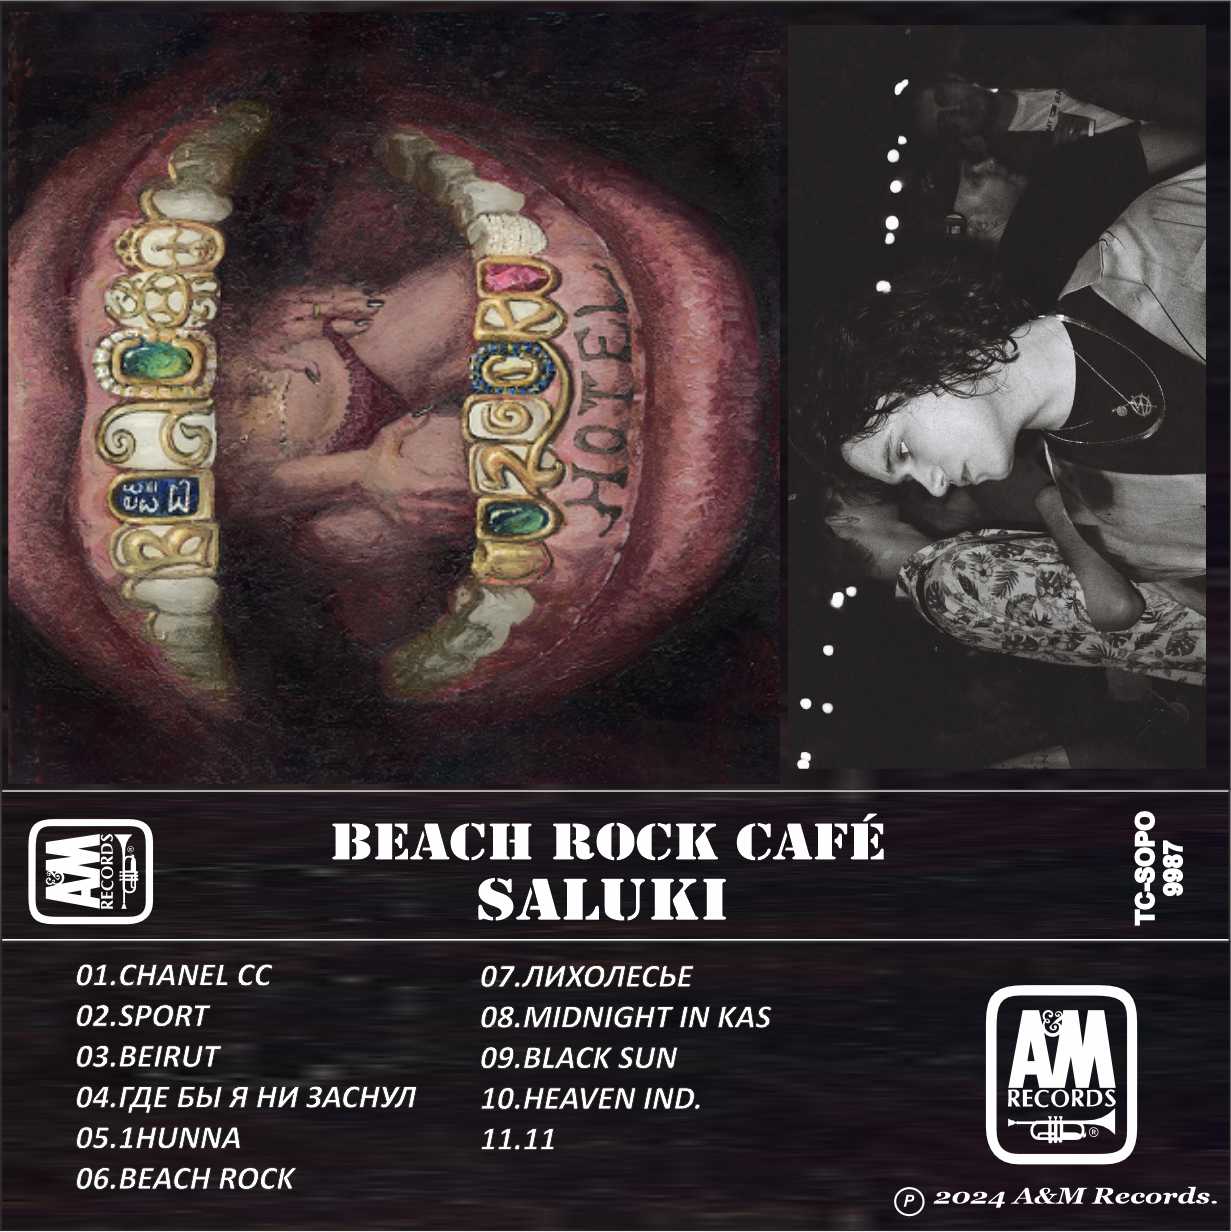 HOTEL
A&M
RECORDS
®
BEACH ROCK CAFÉ
SALUKI
TC-SOPO
9987
01.CHANEL CC
02.SPORT
03.BEIRUT
04.ГДЕ БЫ Я НИ ЗАСНУЛ
05.1HUNNA
06.BEACH ROCK
07.ЛИХОЛЕСЬЕ
08.MIDNIGHT IN KAS
09.BLACK SUN
10.HEAVEN IND.
11.11
A&M
RECORDS
®
℗ 2024 A&M Records.